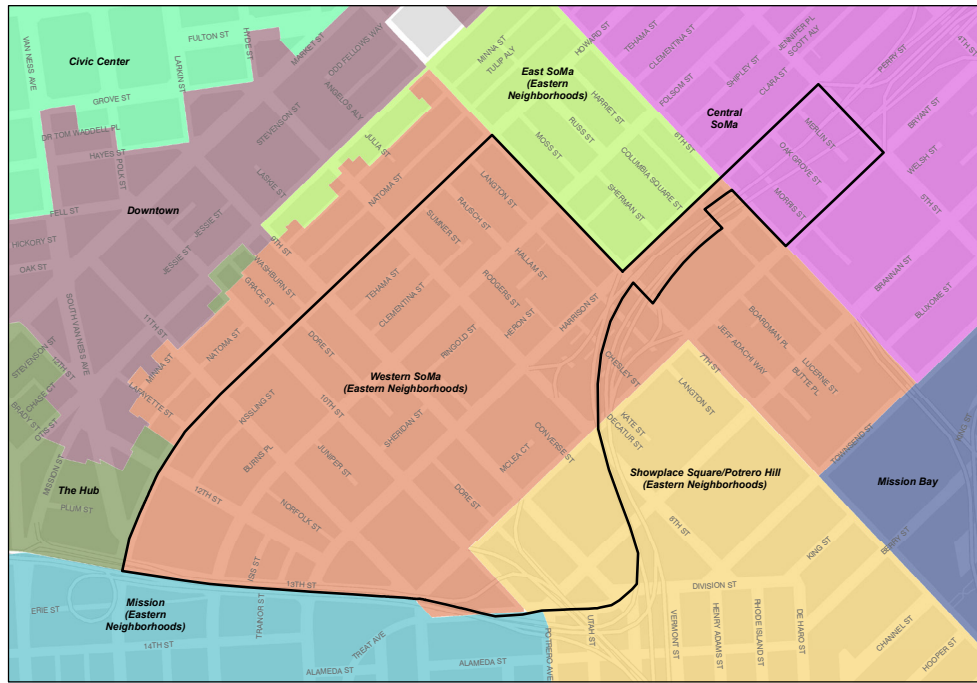 VAN NESS AVE
Civic Center
LARKIN ST
FULTON ST
HYDE ST
MARKET ST
ODD FELLOWS WAY
ANGELOS ALY
GROVE ST
DR TOM WADDELL PL
HAYES ST
POLK ST
STEVENSON ST
LASKIE ST
JULIA ST
FELL ST
Downtown
HICKORY ST
OAK ST
JESSIE ST
JESSIE ST
SOUTH VAN NESS AVE
11TH ST
9TH ST
WASHBURN ST
GRACE ST
NATOMA ST
MINNA ST
TULIP ALY
East SoMa
(Eastern
Neighborhoods)
HOWARD ST
TEHAMA ST
CLEMENTINA ST
FOLSOM ST
SHIPLEY ST
CLARA ST
JENNIFER PL
SCOTT ALY
PERRY ST
4TH ST
HARRIET ST
RUSS ST
MOSS ST
COLUMBIA SQUARE ST
SHERMAN ST
6TH ST
Central
SoMa
MERLIN ST
OAK GROVE ST
MORRIS ST
BRYANT ST
WELSH ST
5TH ST
BRANNAN ST
BLUXOME ST
LANGTON ST
RAUSCH ST
SUMNER ST
HALLAM ST
TEHAMA ST
CLEMENTINA ST
RODGERS ST
HERON ST
HARRISON ST
RINGOLD ST
NATOMA ST
MINNA ST
LAFAYETTE ST
DORE ST
Western SoMa
(Eastern Neighborhoods)
KISSLING ST
10TH ST
SHERIDAN ST
CHESLEY ST
BOARDMAN PL
JEFF ADACHI WAY
7TH ST
LUCERNE ST
BUTTE PL
LANGTON ST
KATE ST
DECATUR ST
CONVERSE ST
MCLEA CT
JUNIPER ST
BURNS PL
DORE ST
NORFOLK ST
12TH ST
ISIS ST
13TH ST
STEVENSON ST
12TH ST
CHASE CT
BRADY ST
OTIS ST
MISSION ST
The Hub
PLUM ST
TOWNSEND ST
KING ST
Showplace Square/Potrero Hill
(Eastern Neighborhoods)
Mission Bay
8TH ST
KING ST
BERRY ST
DIVISION ST
Mission
(Eastern
Neighborhoods)
ERIE ST
TRAINOR ST
14TH ST
TREAT AVE
ALAMEDA ST
ALAMEDA ST
POTRERO AVE
UTAH ST
VERMONT ST
HENRY ADAMS ST
RHODE ISLAND ST
DE HARO ST
CHANNEL ST
HOOPER ST